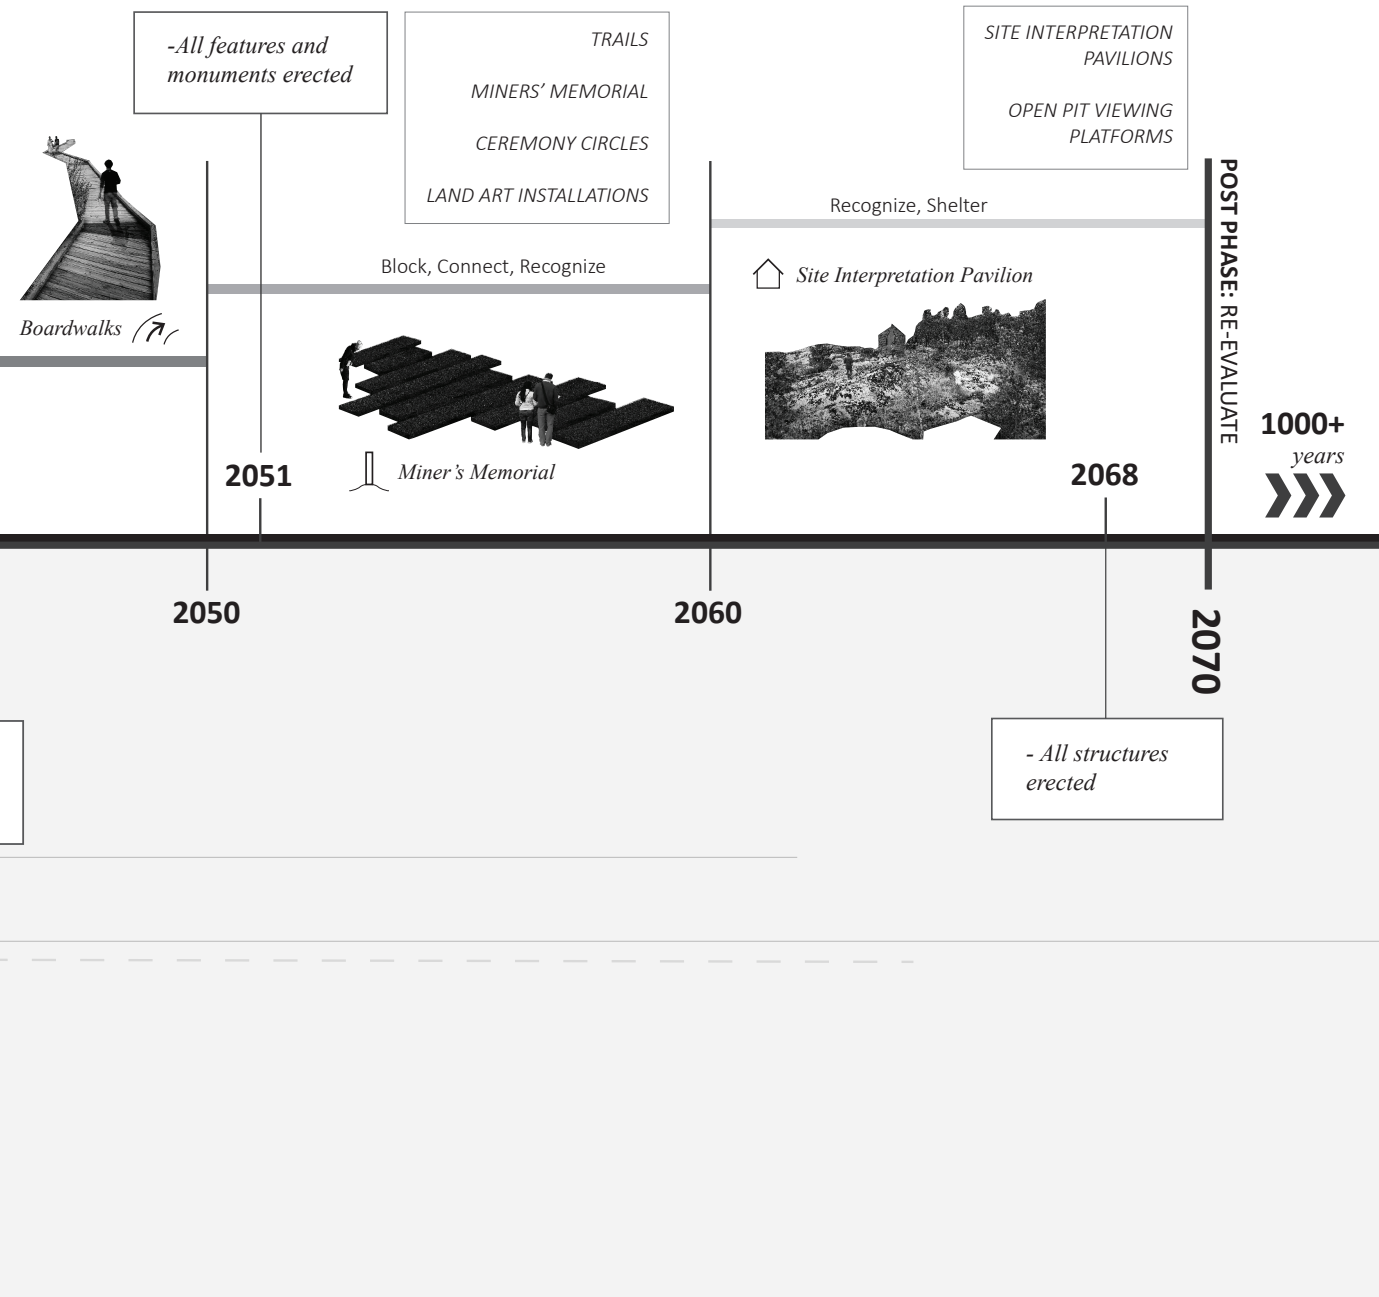 -All features and
monuments erected
TRAILS
MINERS’ MEMORIAL
CEREMONY CIRCLES
LAND ART INSTALLATIONS
SITE INTERPRETATION
PAVILIONS
OPEN PIT VIEWING
PLATFORMS
Recognize, Shelter
Block, Connect, Recognize
Site Interpretation Pavilion
Boardwalks
POST PHASE: RE-EVALUATE
1000+
years
2051
Miner’s Memorial
2068
2050
2060
2070
- All structures
erected